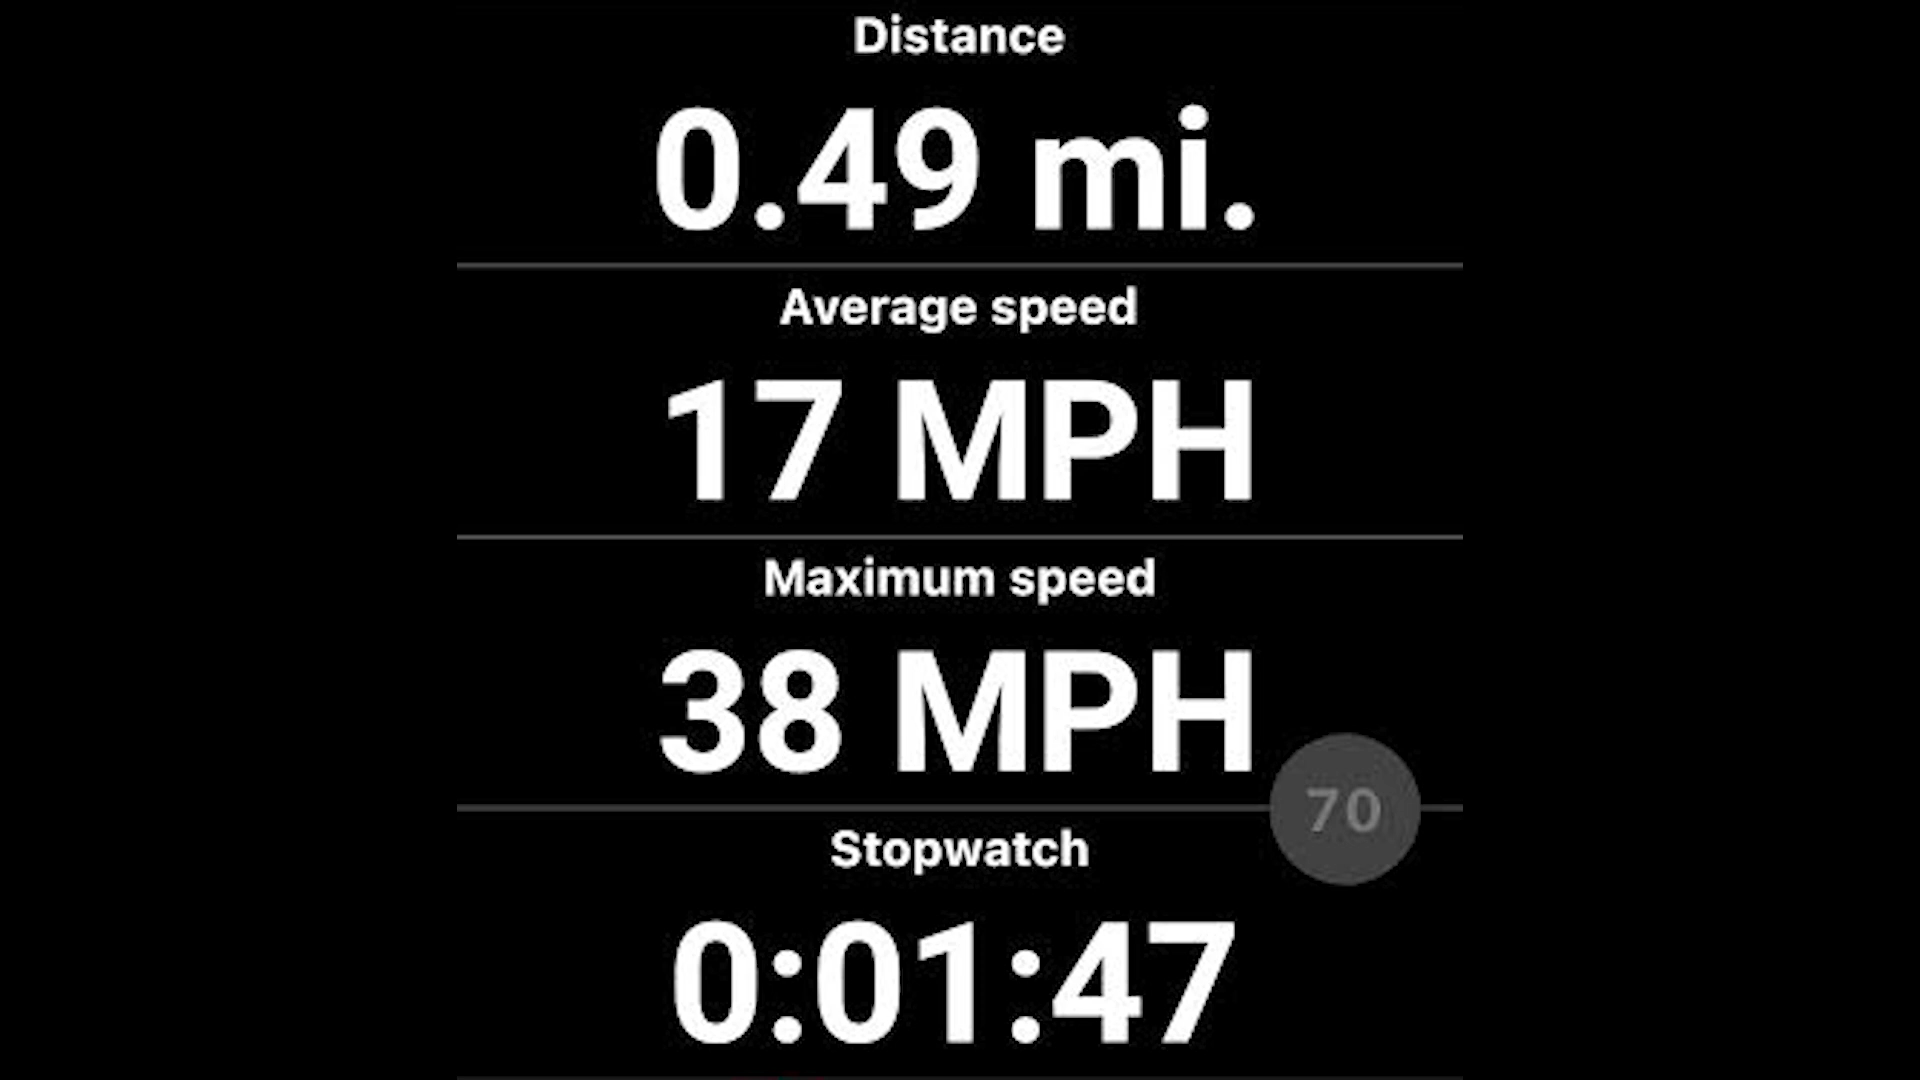 Distance
0.49 mi.
Average speed
17 MPH
Maximum speed
38 MPH
70
Stopwatch
0:01:47